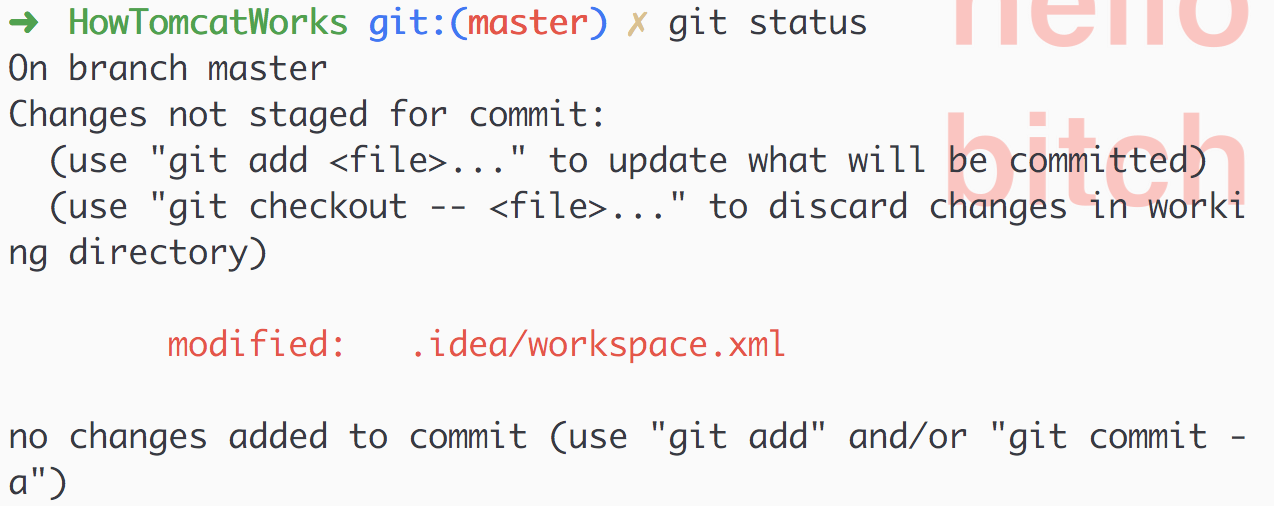 ➜  HowTomcatWorks git:(master) ✗ git status
On branch master
Changes not staged for commit:
  (use "git add <file>..." to update what will be committed)
  (use "git checkout -- <file>..." to discard changes in worki
ng directory)

        modified:   .idea/workspace.xml

no changes added to commit (use "git add" and/or "git commit -
a")
hello
bitch